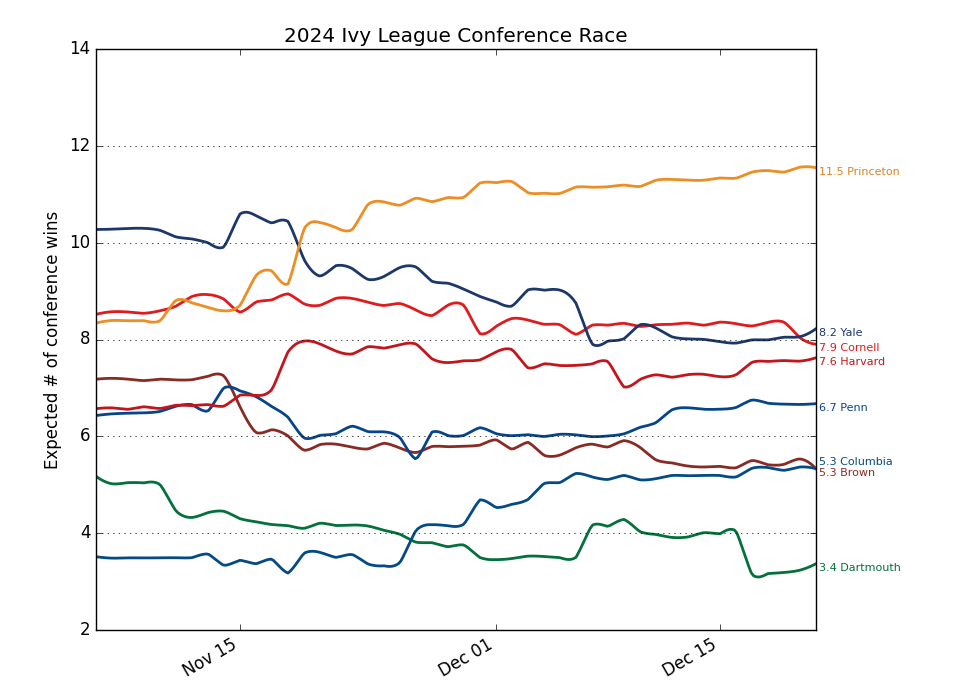 2024 Ivy League Conference Race
Expected # of conference wins
14
12
10
8
6
4
2
Nov 15
Dec 01
Dec 15
11.5 Princeton
8.2 Yale
7.9 Cornell
7.6 Harvard
6.7 Penn
5.3 Columbia
5.3 Brown
3.4 Dartmouth